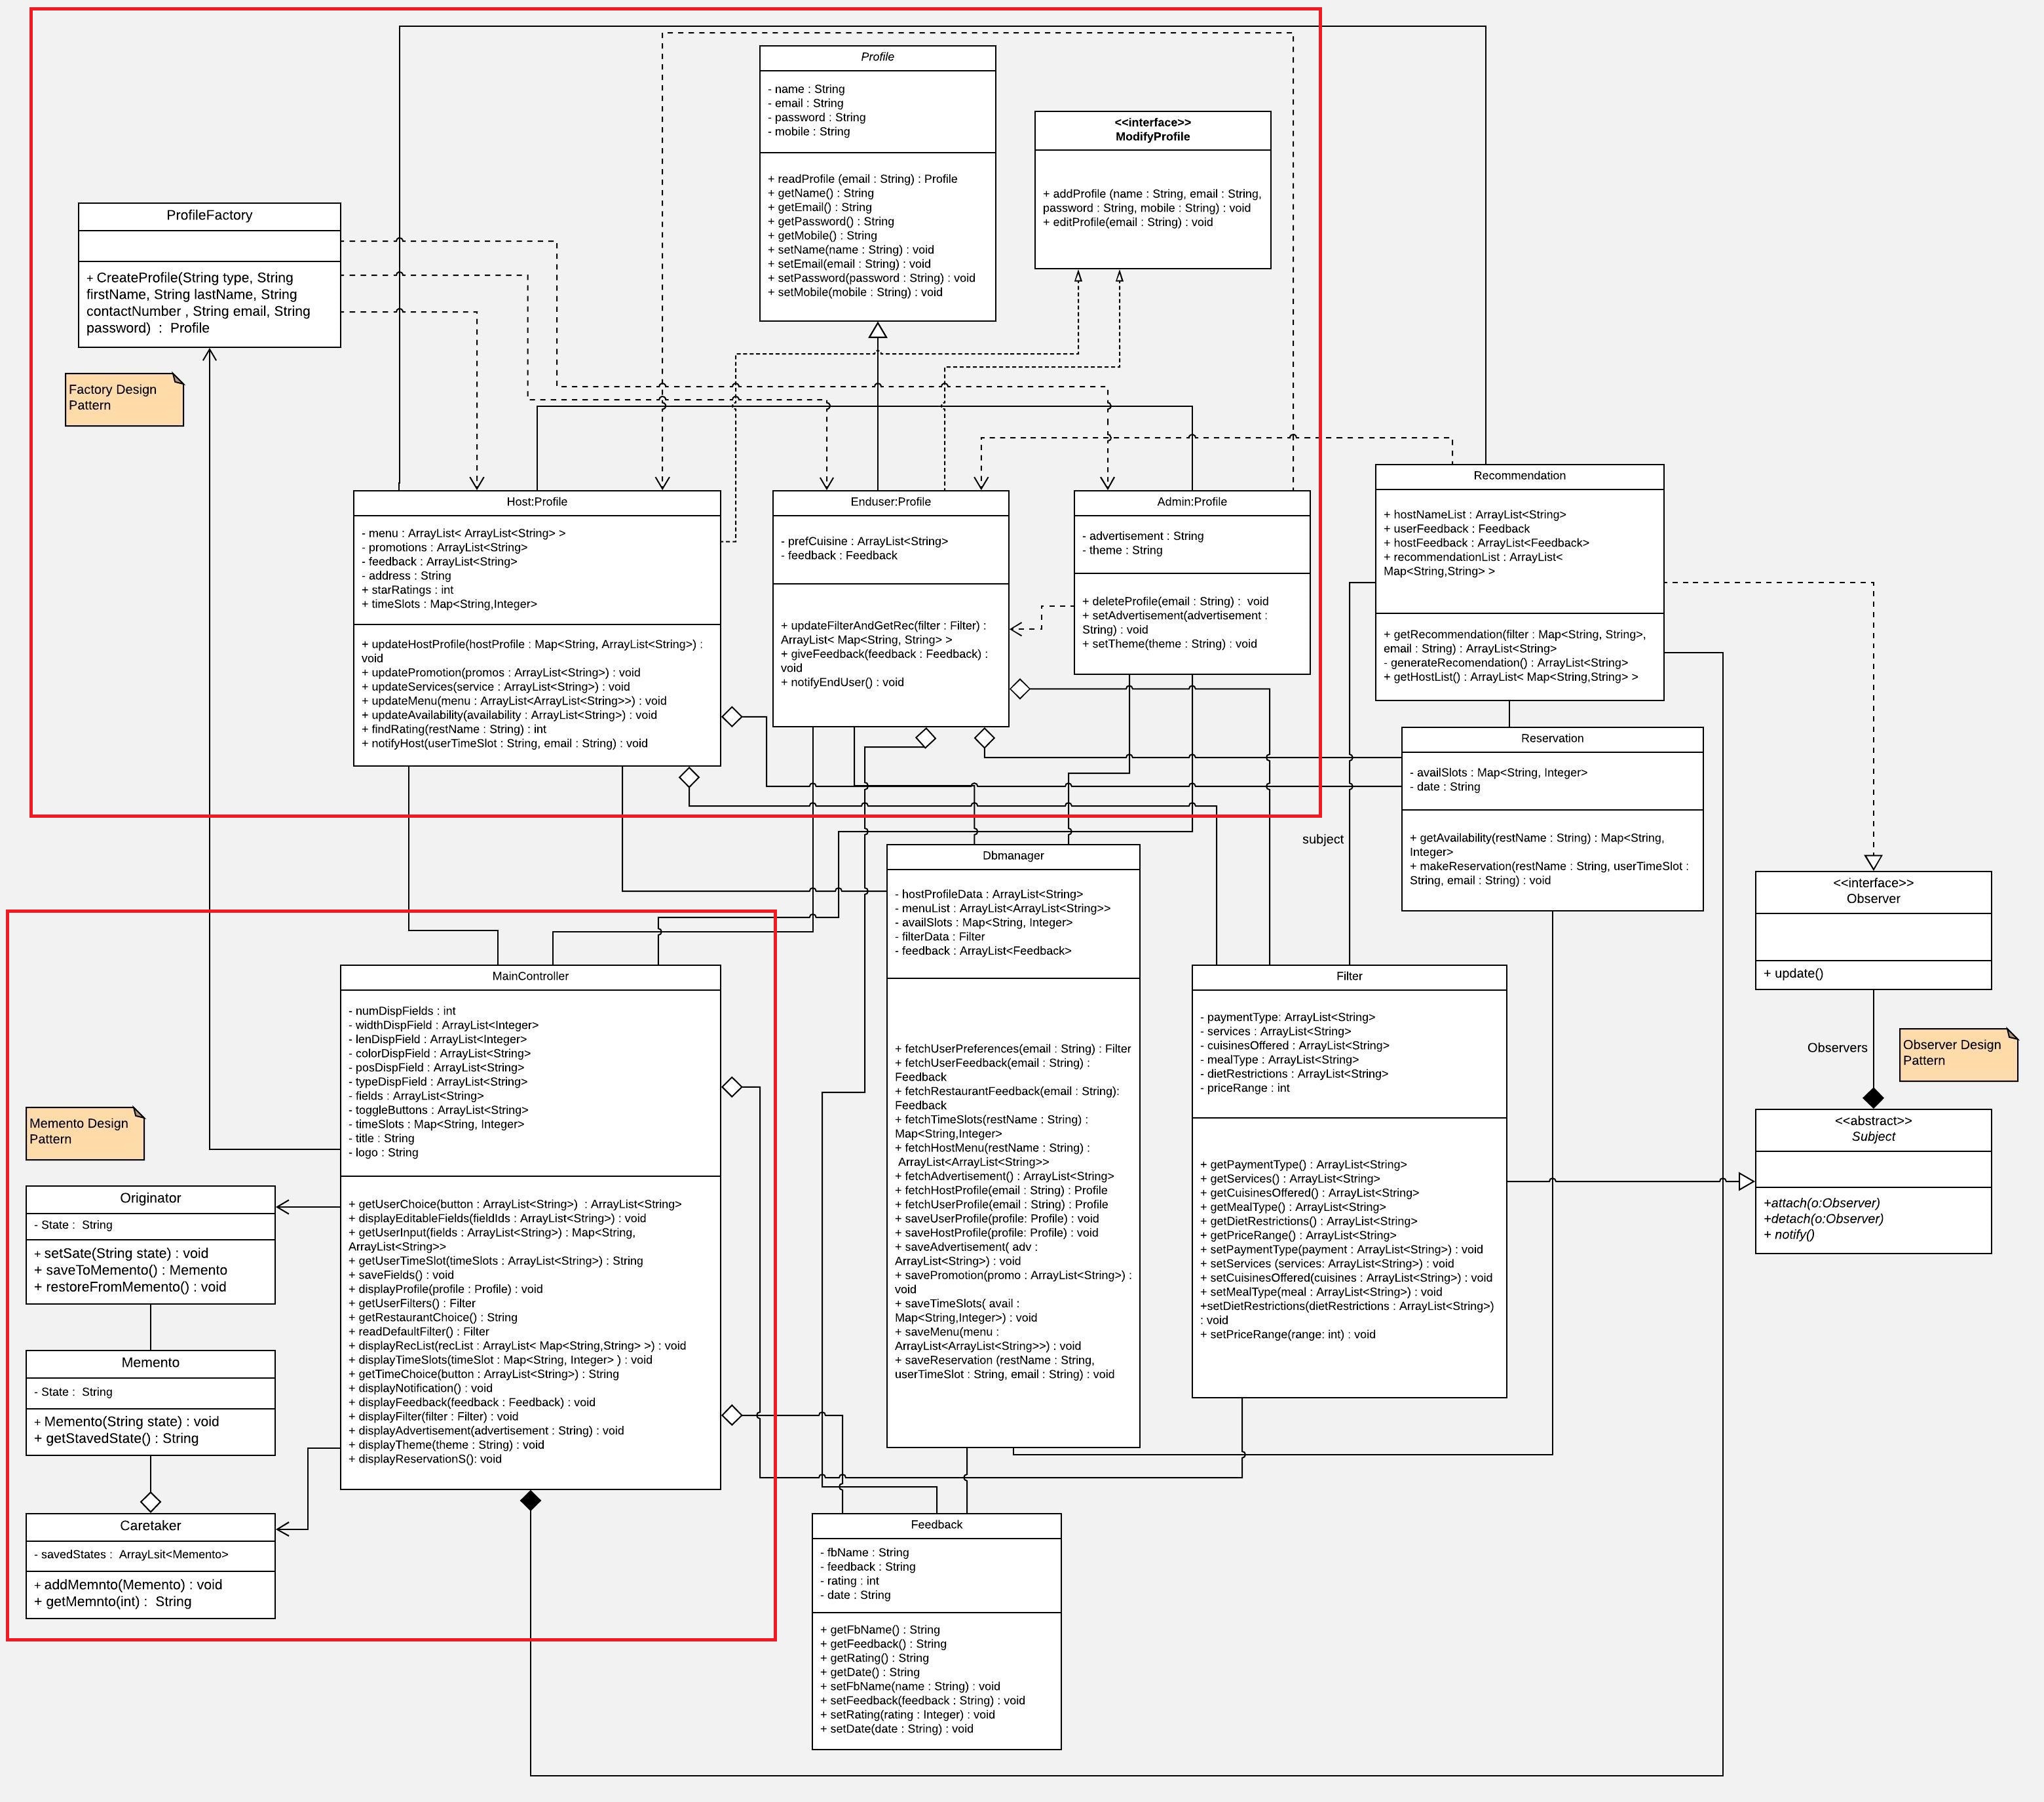 Profile
- name : String
- email : String
- password : String
- mobile : String
+ readProfile (email : String) : Profile
+ getName() : String
+ getEmail() : String
+ getPassword() : String
+ getMobile() : String
+ setName(name : String) : void
+ setEmail(email : String) : void
+ setPassword(password : String) : void
+ setMobile(mobile : String) : void
<<interface>>
ModifyProfile
+ addProfile (name : String, email : String,
password : String, mobile : String) : void
+ editProfile(email : String) : void
ProfileFactory
+ CreateProfile(String type, String
firstName, String lastName, String
contactNumber , String email, String
password) : Profile
Factory Design
Pattern
Host:Profile
- menu : ArrayList< ArrayList<String> >
- promotions : ArrayList<String>
- feedback : ArrayList<String>
- address : String
+ starRatings : int
+ timeSlots : Map<String,Integer>
+ updateHostProfile(hostProfile : Map<String, ArrayList<String>) :
void
+ updatePromotion(promos : ArrayList<String>) : void
+ updateServices(service : ArrayList<String>) : void
+ updateMenu(menu : ArrayList<ArrayList<String>>) : void
+ updateAvailability(availability : ArrayList<String>) : void
+ findRating(restName : String) : int
+ notifyHost(userTimeSlot : String, email : String) : void
Enduser:Profile
- prefCuisine : ArrayList<String>
- feedback : Feedback
+ updateFilterAndGetRec(filter : Filter) :
ArrayList< Map<String, String> >
+ giveFeedback(feedback : Feedback) :
void
+ notifyEndUser() : void
Admin:Profile
- advertisement : String
- theme : String
+ deleteProfile(email : String) : void
+ setAdvertisement(advertisement :
String) : void
+ setTheme(theme : String) : void
Recommendation
+ hostNameList : ArrayList<String>
+ userFeedback : Feedback
+ hostFeedback : ArrayList<Feedback>
+ recommendationList : ArrayList<
Map<String,String> >
+ getRecommendation(filter : Map<String, String>,
email : String) : ArrayList<String>
- generateRecomendation() : ArrayList<String>
+ getHostList() : ArrayList< Map<String,String> >
Reservation
- availSlots : Map<String, Integer>
- date : String
+ getAvailability(restName : String) : Map<String,
Integer>
+ makeReservation(restName : String, userTimeSlot :
String, email : String) : void
subject
<<interface>>
Observer
+ update()
Observers
Observer Design
Pattern
<<abstract>>
Subject
+attach(o:Observer)
+detach(o:Observer)
+ notify()
Dbmanager
- hostProfileData : ArrayList<String>
- menuList : ArrayList<ArrayList<String>>
- availSlots : Map<String, Integer>
- filterData : Filter
- feedback : ArrayList<Feedback>
+ fetchUserPreferences(email : String) : Filter
+ fetchUserFeedback(email : String) :
Feedback
+ fetchRestaurantFeedback(email : String):
Feedback
+ fetchTimeSlots(restName : String) :
Map<String,Integer>
+ fetchHostMenu(restName : String) :
ArrayList<ArrayList<String>>
+ fetchAdvertisement() : ArrayList<String>
+ fetchHostProfile(email : String) : Profile
+ fetchUserProfile(email : String) : Profile
+ saveUserProfile(profile: Profile) : void
+ saveHostProfile(profile: Profile) : void
+ saveAdvertisement( adv :
ArrayList<String>) : void
+ savePromotion(promo : ArrayList<String>) :
void
+ saveTimeSlots( avail :
Map<String,Integer>) : void
+ saveMenu(menu :
ArrayList<ArrayList<String>>) : void
+ saveReservation (restName : String,
userTimeSlot : String, email : String) : void
Filter
- paymentType: ArrayList<String>
- services : ArrayList<String>
- cuisinesOffered : ArrayList<String>
- mealType : ArrayList<String>
- dietRestrictions : ArrayList<String>
- priceRange : int
+ getPaymentType() : ArrayList<String>
+ getServices() : ArrayList<String>
+ getCuisinesOffered() : ArrayList<String>
+ getMealType() : ArrayList<String>
+ getDietRestrictions() : ArrayList<String>
+ getPriceRange() : ArrayList<String>
+ setPaymentType(payment : ArrayList<String>) : void
+ setServices (services: ArrayList<String>) : void
+ setCuisinesOffered(cuisines : ArrayList<String>) : void
+ setMealType(meal : ArrayList<String>) : void
+setDietRestrictions(dietRestrictions : ArrayList<String>)
: void
+ setPriceRange(range: int) : void
MainController
- numDispFields : int
- widthDispField : ArrayList<Integer>
- lenDispField : ArrayList<Integer>
- colorDispField : ArrayList<String>
- posDispField : ArrayList<String>
- typeDispField : ArrayList<String>
- fields : ArrayList<String>
- toggleButtons : ArrayList<String>
- timeSlots : Map<String, Integer>
- title : String
- logo : String
+ getUserChoice(button : ArrayList<String>) : ArrayList<String>
+ displayEditableFields(fieldIds : ArrayList<String>) : void
+ getUserInput(fields : ArrayList<String>) : Map<String,
ArrayList<String>>
+ getUserTimeSlot(timeSlots : ArrayList<String>) : String
+ saveFields() : void
+ displayProfile(profile : Profile) : void
+ getUserFilters() : Filter
+ getRestaurantChoice() : String
+ readDefaultFilter() : Filter
+ displayRecList(recList : ArrayList< Map<String,String> >) : void
+ displayTimeSlots(timeSlot : Map<String, Integer> ) : void
+ getTimeChoice(button : ArrayList<String>) : String
+ displayNotification() : void
+ displayFeedback(feedback : Feedback) : void
+ displayFilter(filter : Filter) : void
+ displayAdvertisement(advertisement : String) : void
+ displayTheme(theme : String) : void
+ displayReservationS(): void
Memento Design
Pattern
Originator
- State : String
+ setSate(String state) : void
+ saveToMemento() : Memento
+ restoreFromMemento() : void
Memento
- State : String
+ Memento(String state) : void
+ getStavedState() : String
Caretaker
- savedStates : ArrayLsit<Memento>
+ addMemnto(Memento) : void
+ getMemnto(int) : String
Feedback
- fbName : String
- feedback : String
- rating : int
- date : String
+ getFbName() : String
+ getFeedback() : String
+ getRating() : String
+ getDate() : String
+ setFbName(name : String) : void
+ setFeedback(feedback : String) : void
+ setRating(rating : Integer) : void
+ setDate(date : String) : void